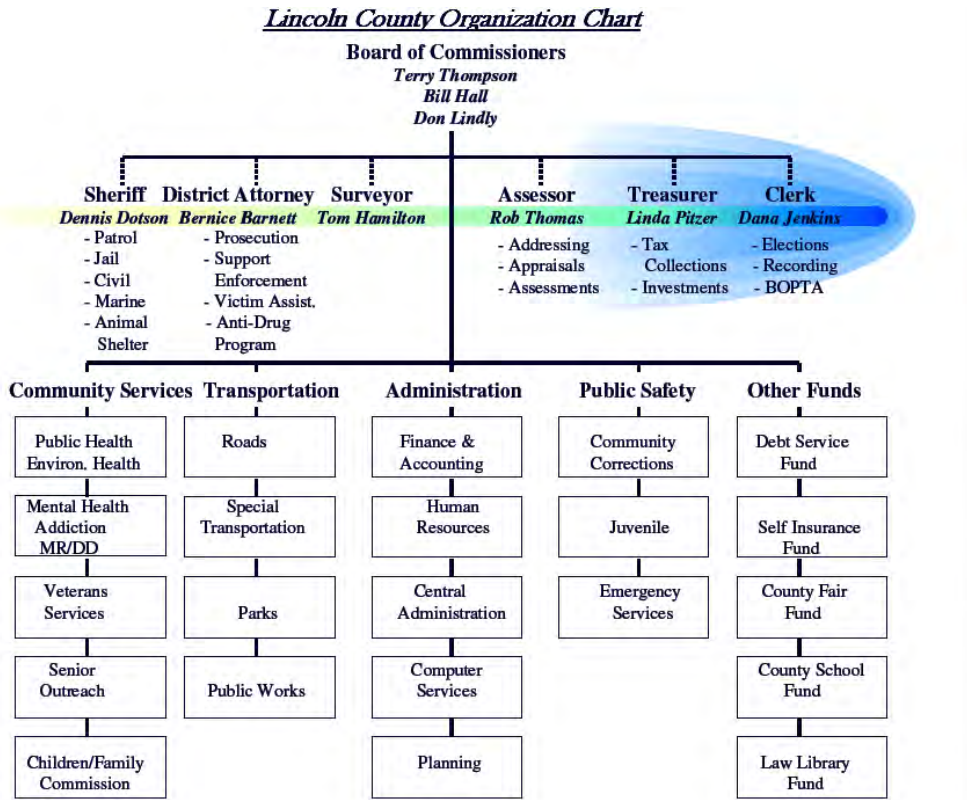 Lincoln County Organization Chart
Board of Commissioners
Terry Thompson
Bill Hall
Don Lindly
Sheriff
Dennis Dotson
- Patrol
- Jail
- Civil
- Marine
- Animal
Shelter
District Attorney
Bernice Barnett
- Prosecution
- Support
Enforcement
- Victim Assist.
- Anti-Drug
Program
Surveyor
Tom Hamilton
Assessor
Rob Thomas
- Addressing
- Appraisals
- Assessments
Treasurer
Linda Pitzer
- Tax
Collections
- Investments
Clerk
Dana Jenkins
- Elections
- Recording
- BOPTA
Community Services
Public Health
Environ. Health
Mental Health
Addiction
MR/DD
Veterans
Services
Senior
Outreach
Children/Family
Commission
Transportation
Roads
Special
Transportation
Parks
Public Works
Administration
Finance &
Accounting
Human
Resources
Central
Administration
Computer
Services
Planning
Public Safety
Community
Corrections
Juvenile
Emergency
Services
Other Funds
Debt Service
Fund
Self Insurance
Fund
County Fair
Fund
County School
Fund
Law Library
Fund